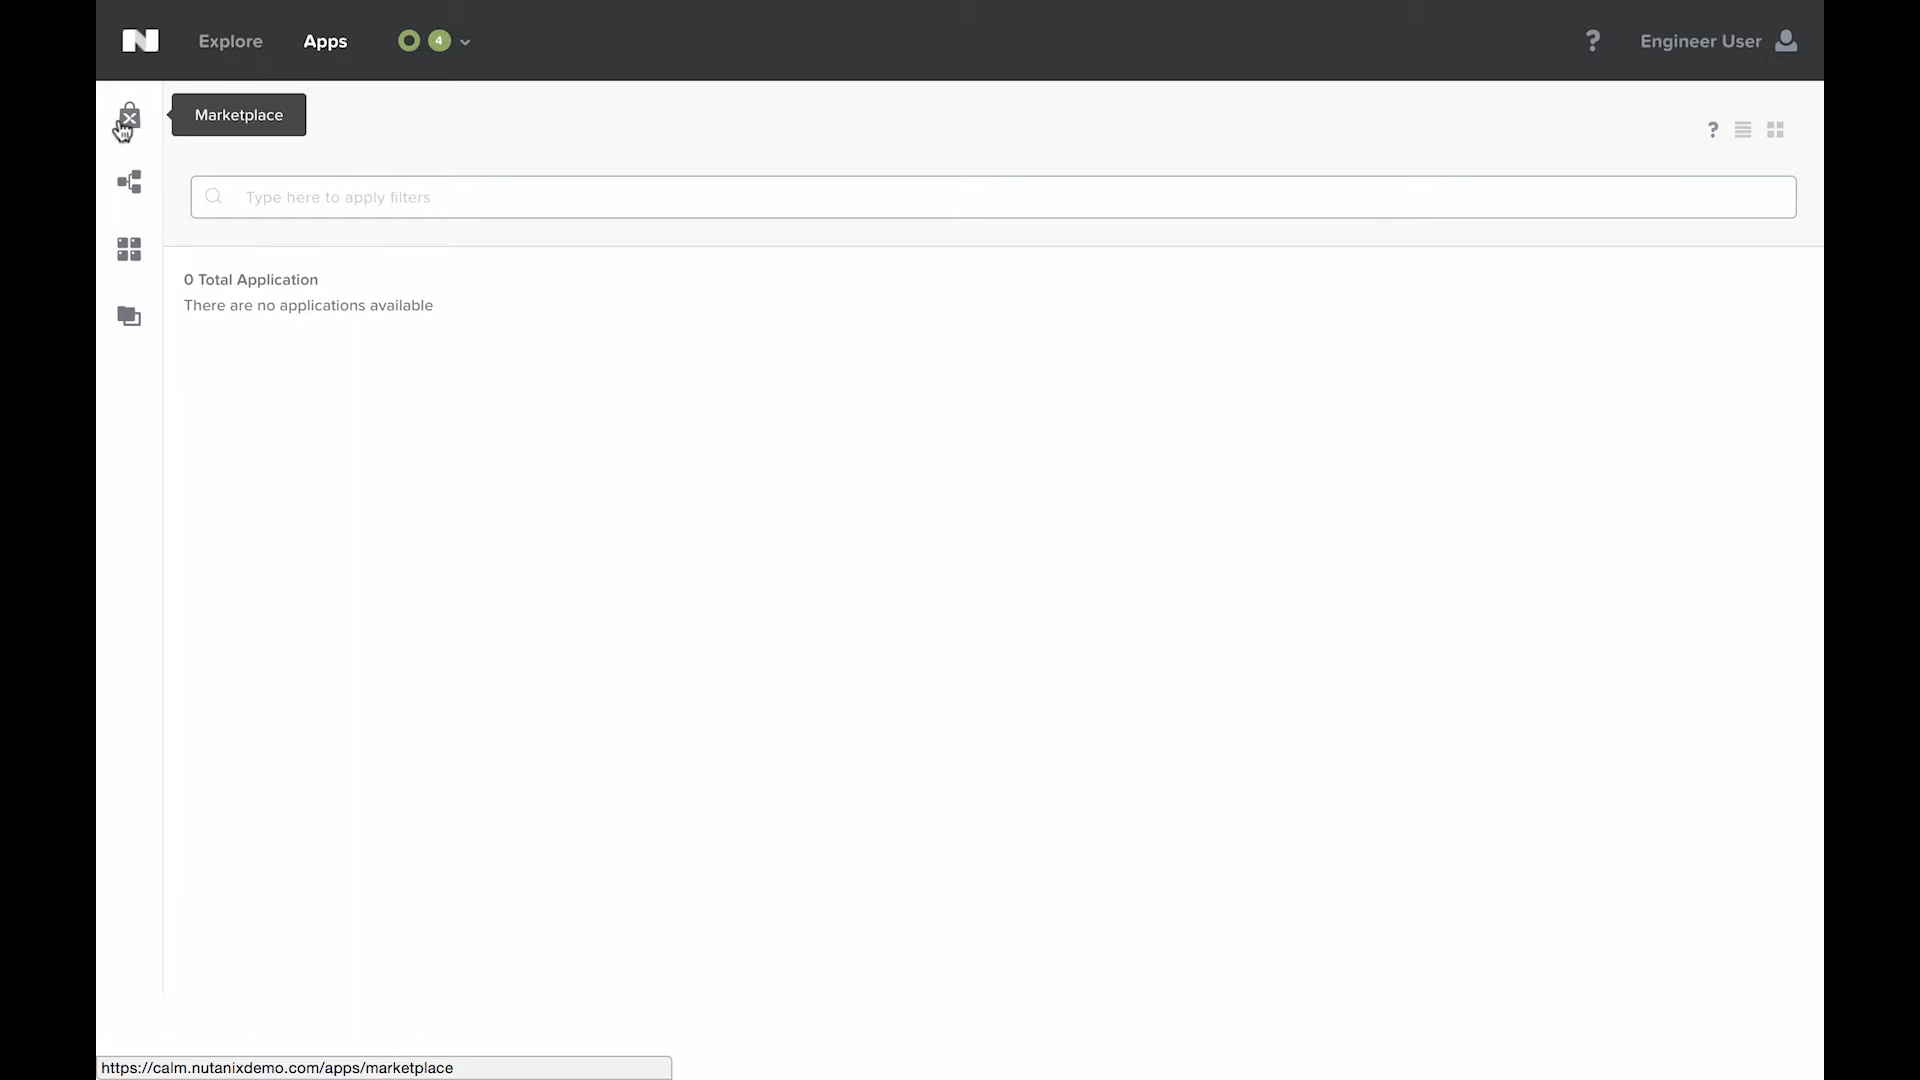 N Explore Apps 4 ? Engineer User
Marketplace
?
Type here to apply filters
0 Total Application
There are no applications available
https://calm.nutanixdemo.com/apps/marketplace